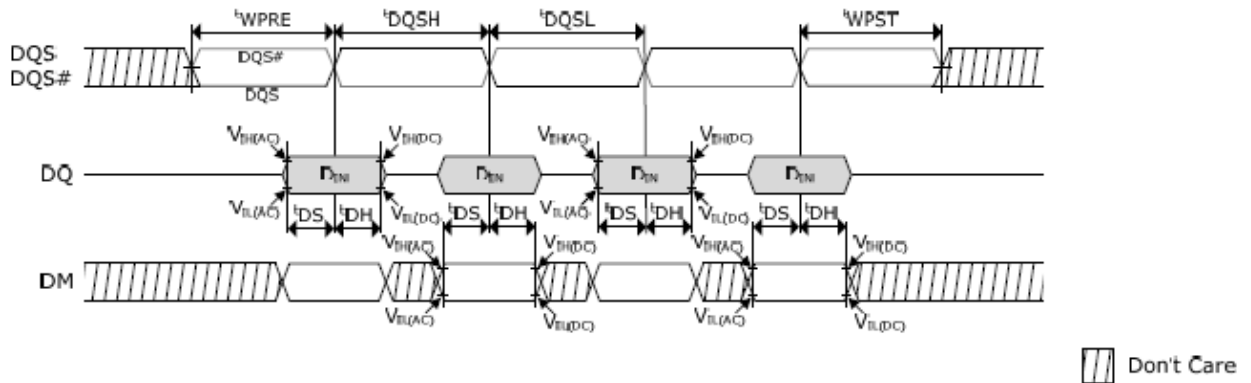 tWPRE tDQSH tDQSL tWPST
DQS
DQS#
DQS#
DQS
VIH(AC) VIH(DC) VIH(AC) VIH(DC)
DQ DIN DIN DIN DIN
VIL(AC) VIL(DC) VIL(AC) VIL(DC)
tDS tDH tDS tDH tDS tDH tDS tDH
VIH(AC) VIH(DC) VIH(AC) VIH(DC)
DM
VIL(AC) VIL(DC) VIL(AC) VIL(DC)
Don't Care